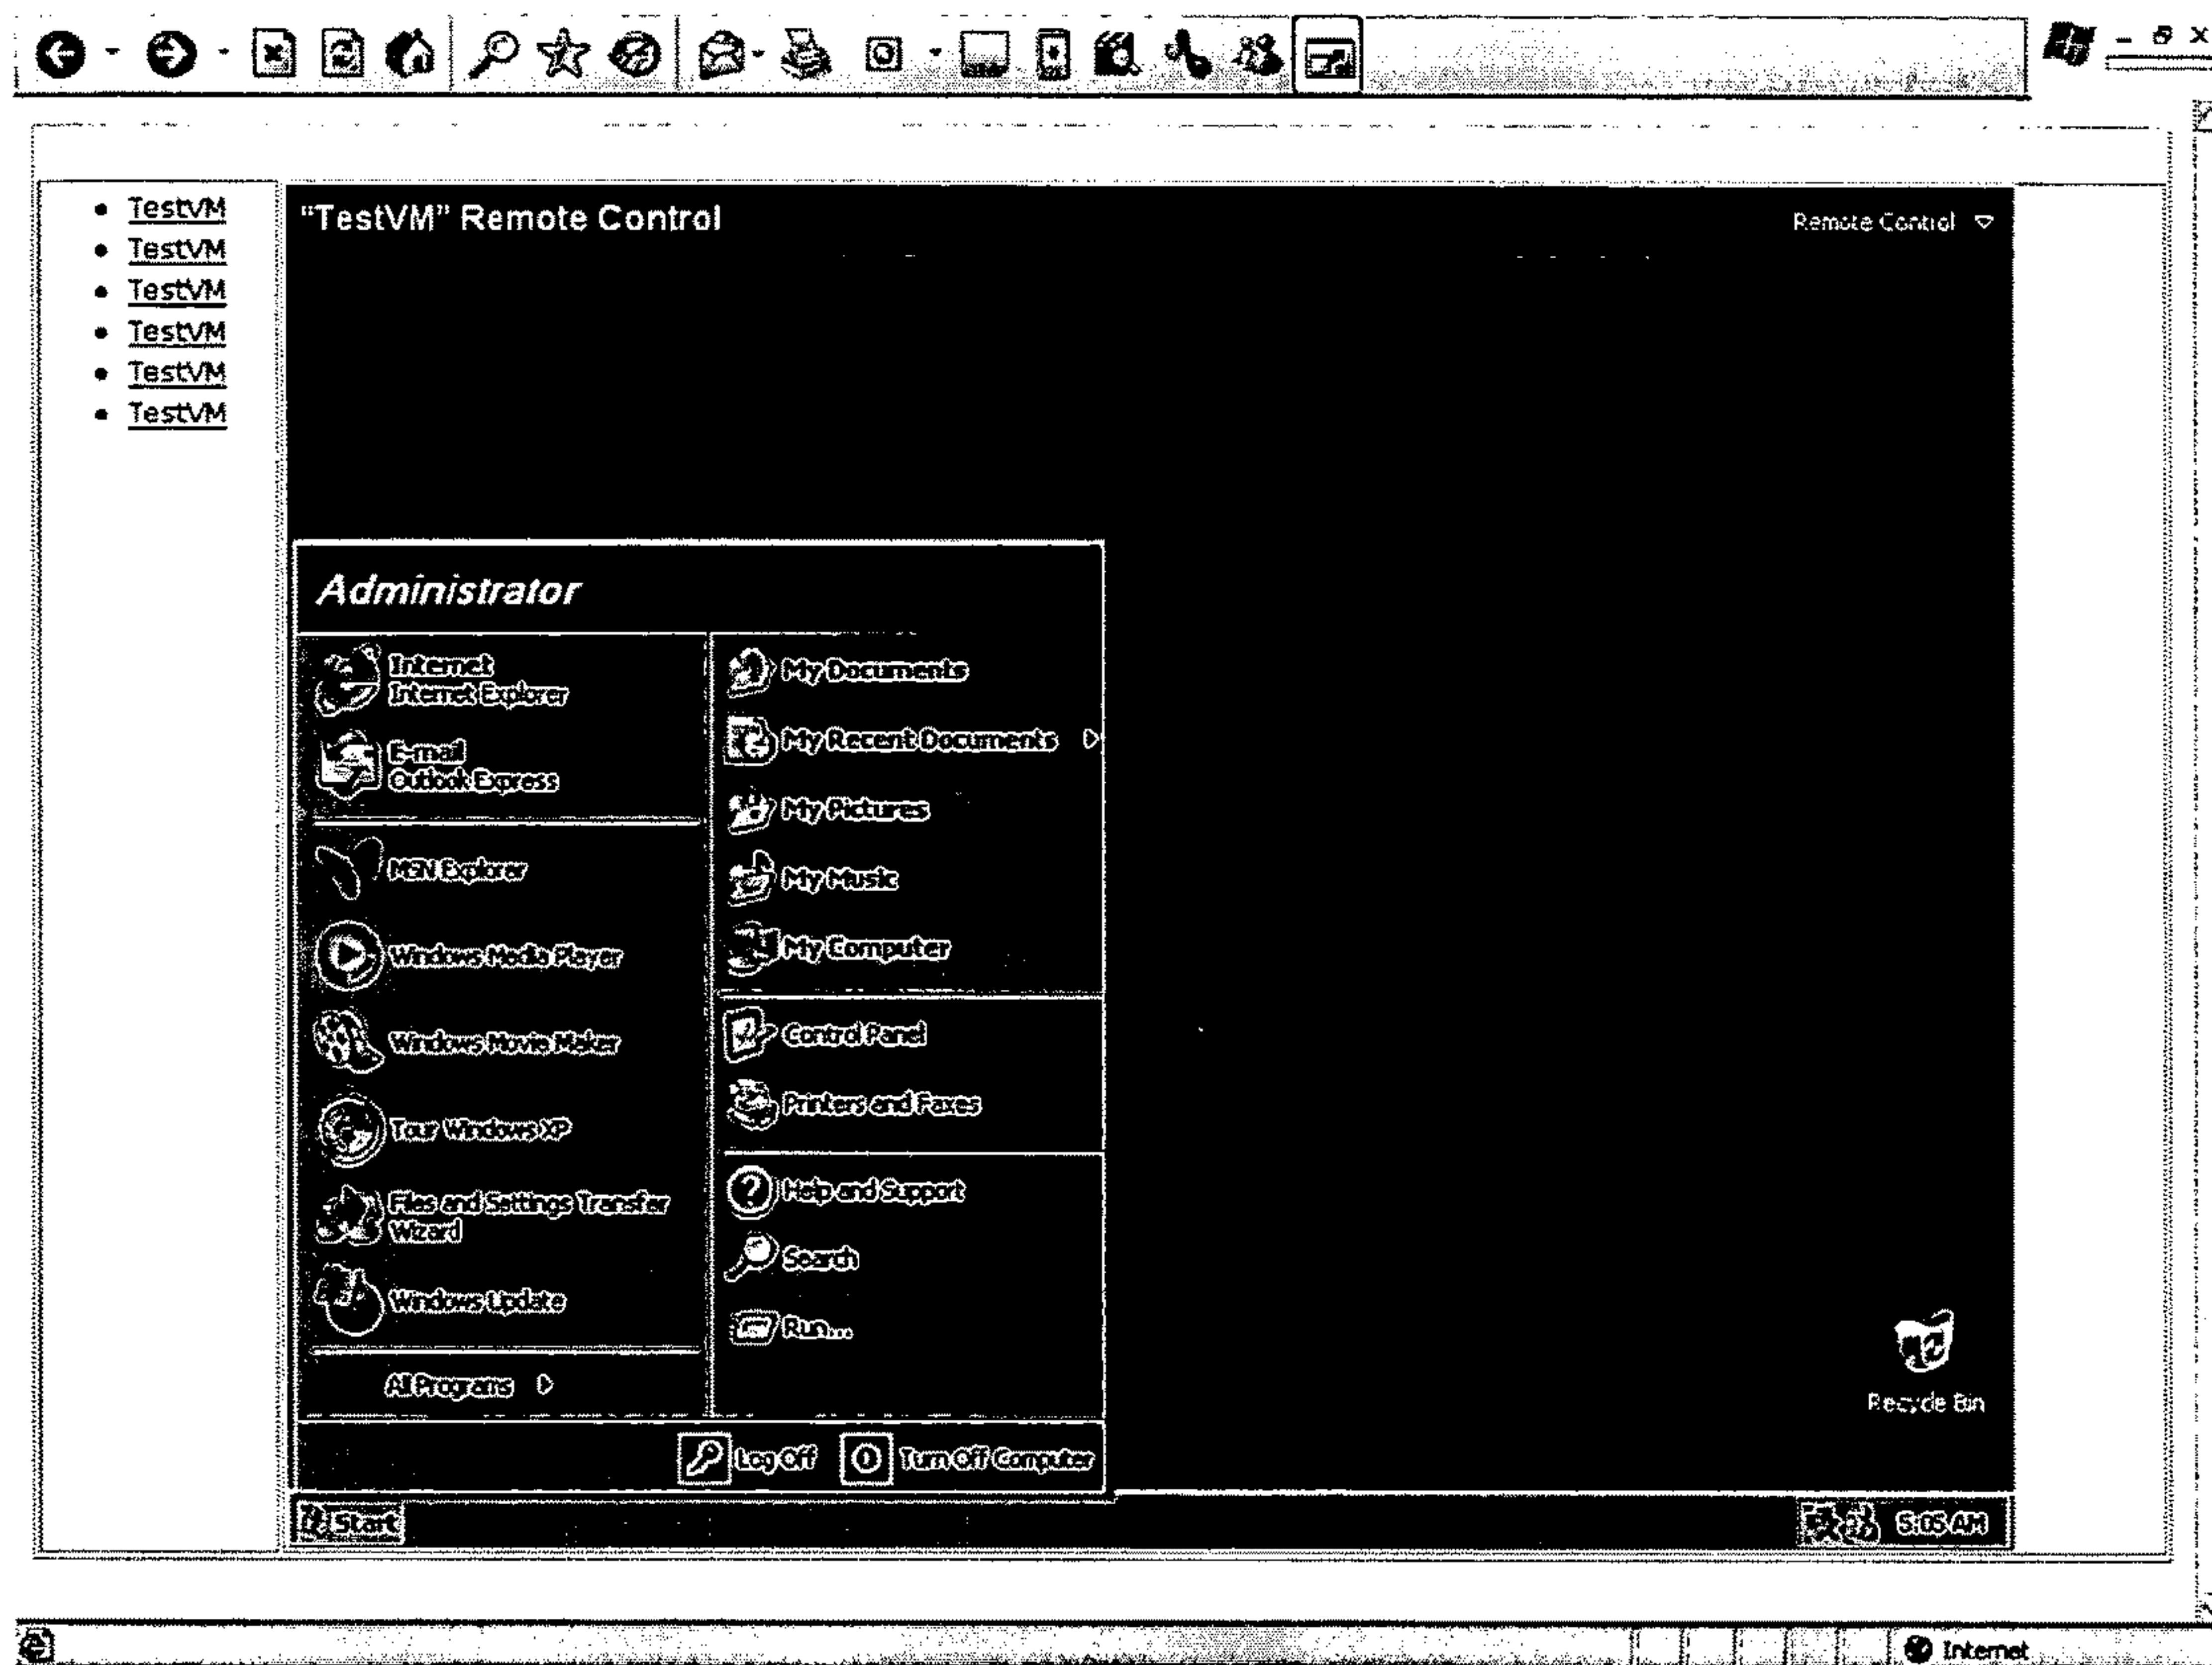 TestVM
TestVM
TestVM
TestVM
TestVM
TestVM
"TestVM" Remote Control
Remote Control
Administrator
Internet
Internet Explorer
E-mail
Outlook Express
MSN Explorer
Windows Media Player
Windows Movie Maker
Tour Windows XP
Files and Settings Transfer
Wizard
Windows Update
All Programs
My Documents
My Recent Documents
My Pictures
My Music
My Computer
Control Panel
Printers and Faxes
Help and Support
Search
Run...
Log Off
Turn Off Computer
Recycle Bin
Start
5:05 AM
Internet